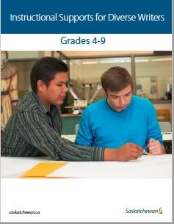 Instructional Supports for Diverse Writers
Grades 4-9
saskatchewan.ca
Saskatchewan